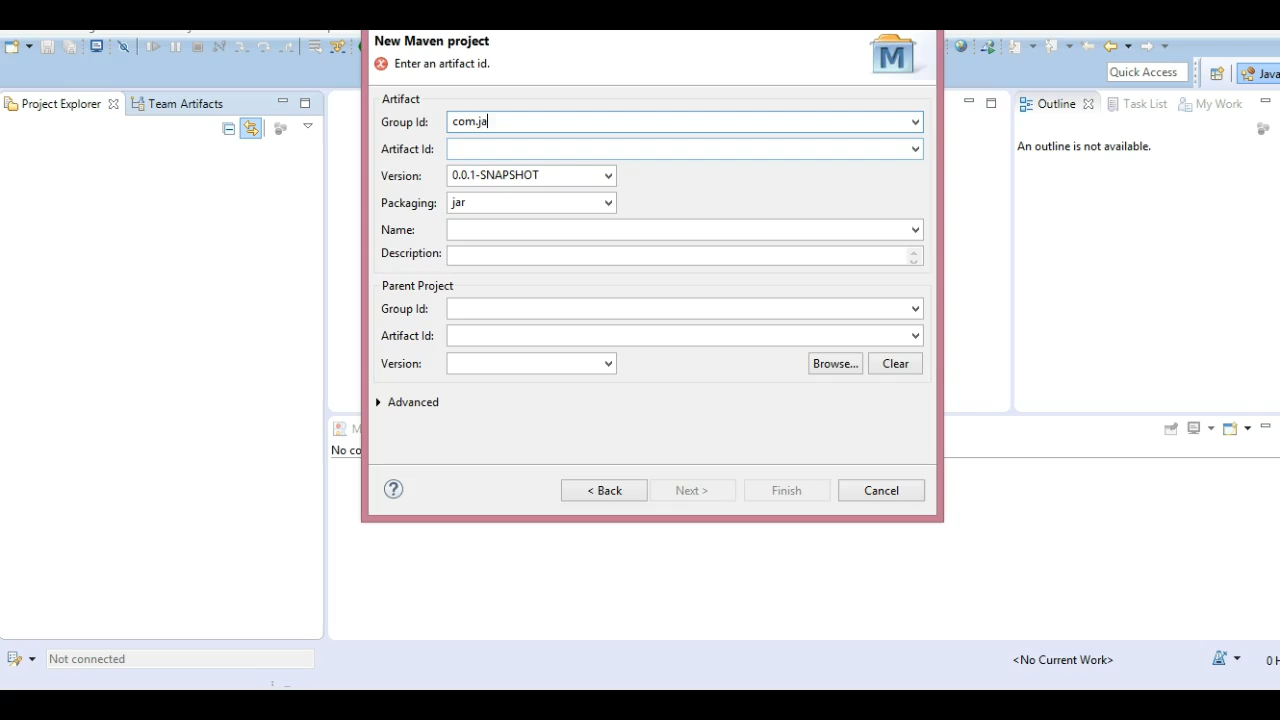 New Maven project
Enter an artifact id.
Quick Access
Java
Project Explorer
Team Artifacts
Outline
Task List
My Work
An outline is not available.
Artifact
Group Id: com.ja
Artifact Id:
Version: 0.0.1-SNAPSHOT
Packaging: jar
Name:
Description:
Parent Project
Group Id:
Artifact Id:
Version:
Browse... Clear
Advanced
M
No co
? < Back Next > Finish Cancel
Not connected
<No Current Work>
0